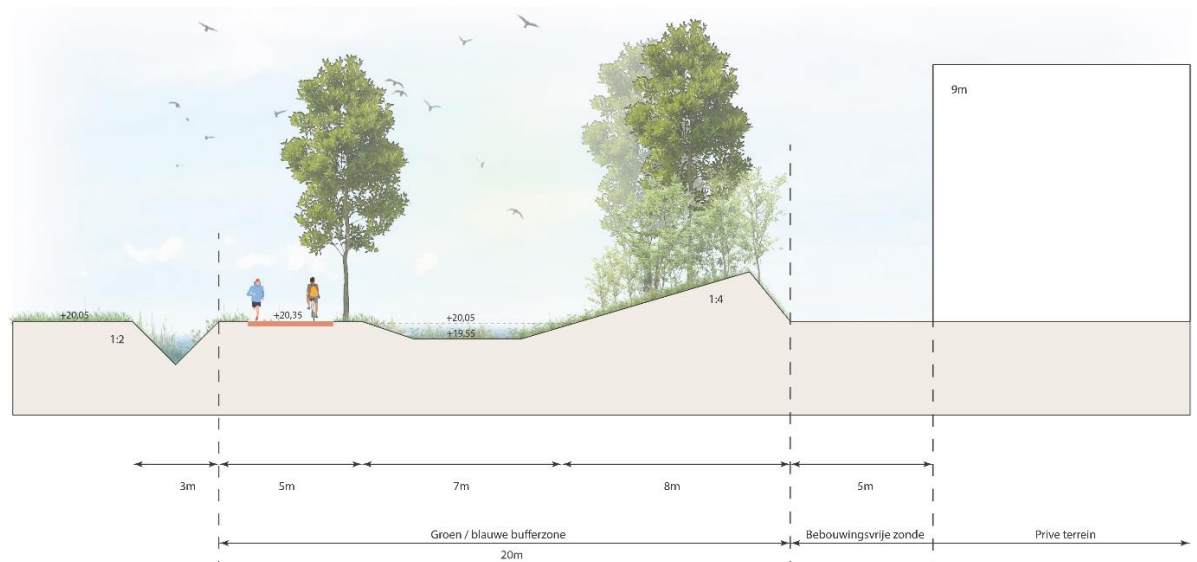 9m
+20,05
+20,35
+20,05
+19,55
1:2
1:4
3m
5m
7m
8m
5m
Groen / blauwe bufferzone
Bebouwingsvrije zonde
Prive terrein
20m